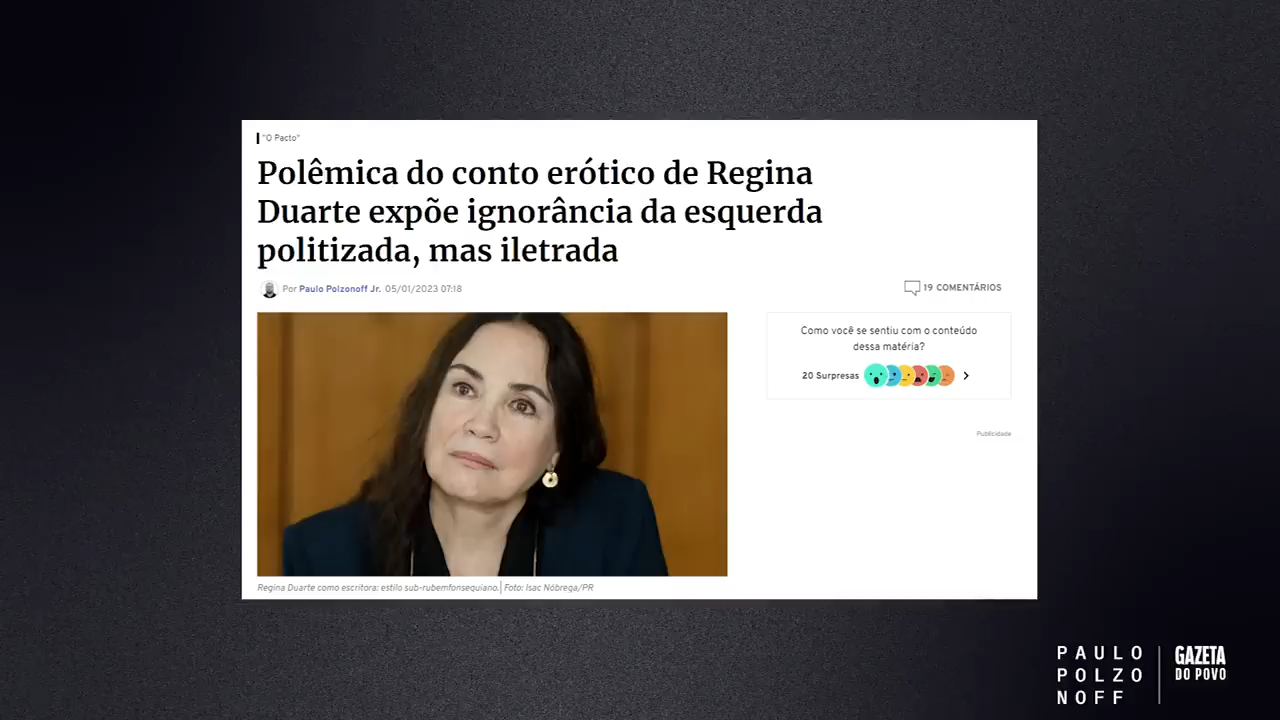 "O Pacto"
Polêmica do conto erótico de Regina
Duarte expõe ignorância da esquerda
politizada, mas iletrada
Por Paulo Polzonoff Jr. 05/01/2023 07:18
19 COMENTÁRIOS
Como você se sentiu com o conteúdo
dessa matéria?
20 Surpresas
Publicidade
Regina Duarte como escritora: estilo sub-rubemfonsequiano.| Foto: Isac Nóbrega/PR
PAULO
POLZO
NOFF
GAZETA
DO POVO